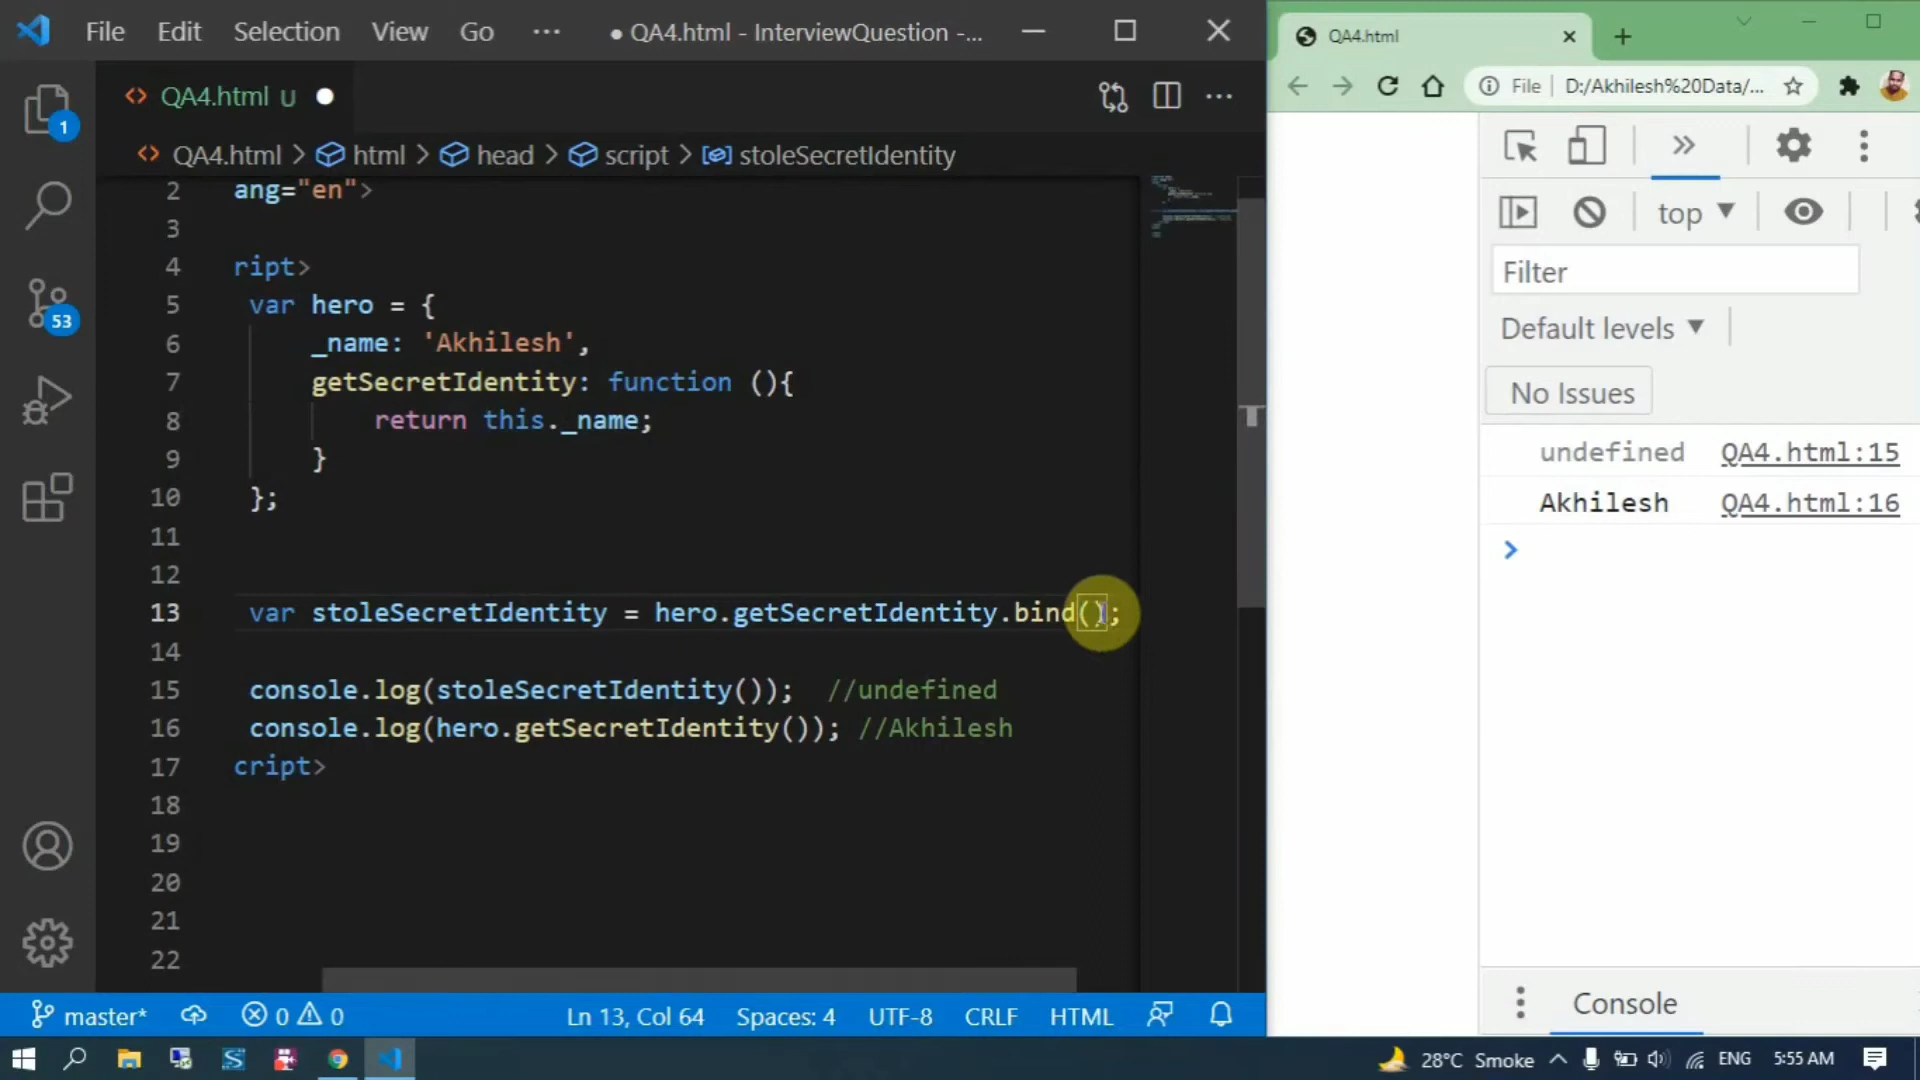 File Edit Selection View Go ··· ● QA4.html - InterviewQuestion -...
QA4.html U
QA4.html > html > head > script > stoleSecretIdentity
2 ang="en">
3
4 ript>
5 var hero = {
6 _name: 'Akhilesh',
7 getSecretIdentity: function (){
8 return this._name;
9 }
10 };
11
12
13 var stoleSecretIdentity = hero.getSecretIdentity.bind();
14
15 console.log(stoleSecretIdentity()); //undefined
16 console.log(hero.getSecretIdentity()); //Akhilesh
17 cript>
18
19
20
21
22
1
53
master* 0 0 Ln 13, Col 64 Spaces: 4 UTF-8 CRLF HTML
QA4.html
File D:/Akhilesh%20Data/...
top
Filter
Default levels
No Issues
undefined QA4.html:15
Akhilesh QA4.html:16
Console
28°C Smoke ENG 5:55 AM